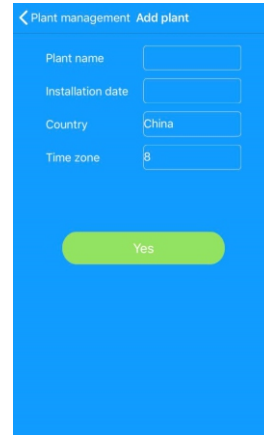 Plant management Add plant
Plant name
Installation date
Country China
Time zone 8
Yes